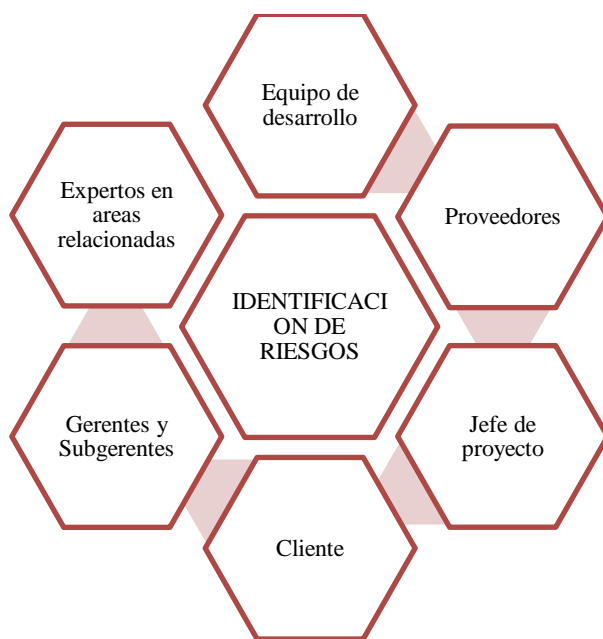 Equipo de
desarrollo
Proveedores
Jefe de
proyecto
Cliente
Gerentes y
Subgerentes
Expertos en
areas
relacionadas
IDENTIFICACI
ON DE
RIESGOS